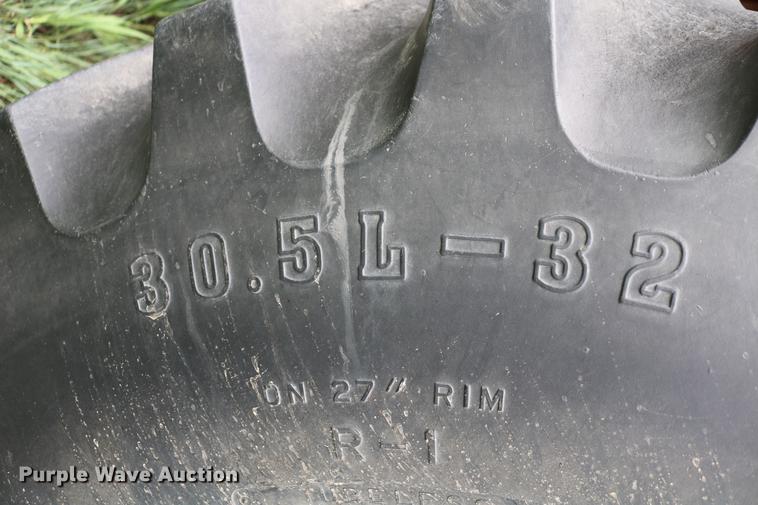 30.5L-32
ON 27" RIM
R-1
Purple Wave Auction